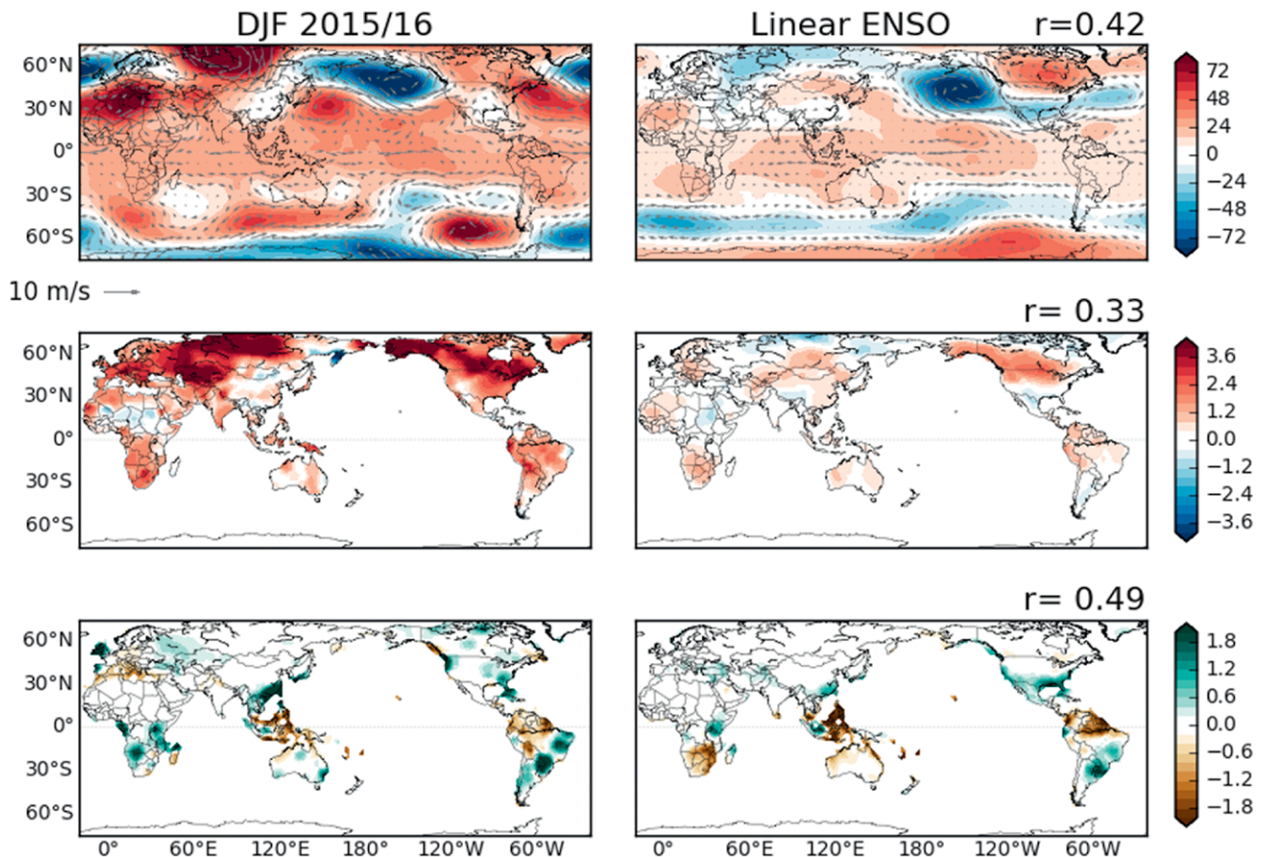 DJF 2015/16
Linear ENSO r=0.42
60°N
30°N
0°
30°S
60°S
72
48
24
0
−24
−48
−72
10 m/s
r= 0.33
60°N
30°N
0°
30°S
60°S
3.6
2.4
1.2
0.0
−1.2
−2.4
−3.6
r= 0.49
60°N
30°N
0°
30°S
60°S
1.8
1.2
0.6
0.0
−0.6
−1.2
−1.8
0° 60°E 120°E 180° 120°W 60°W
0° 60°E 120°E 180° 120°W 60°W